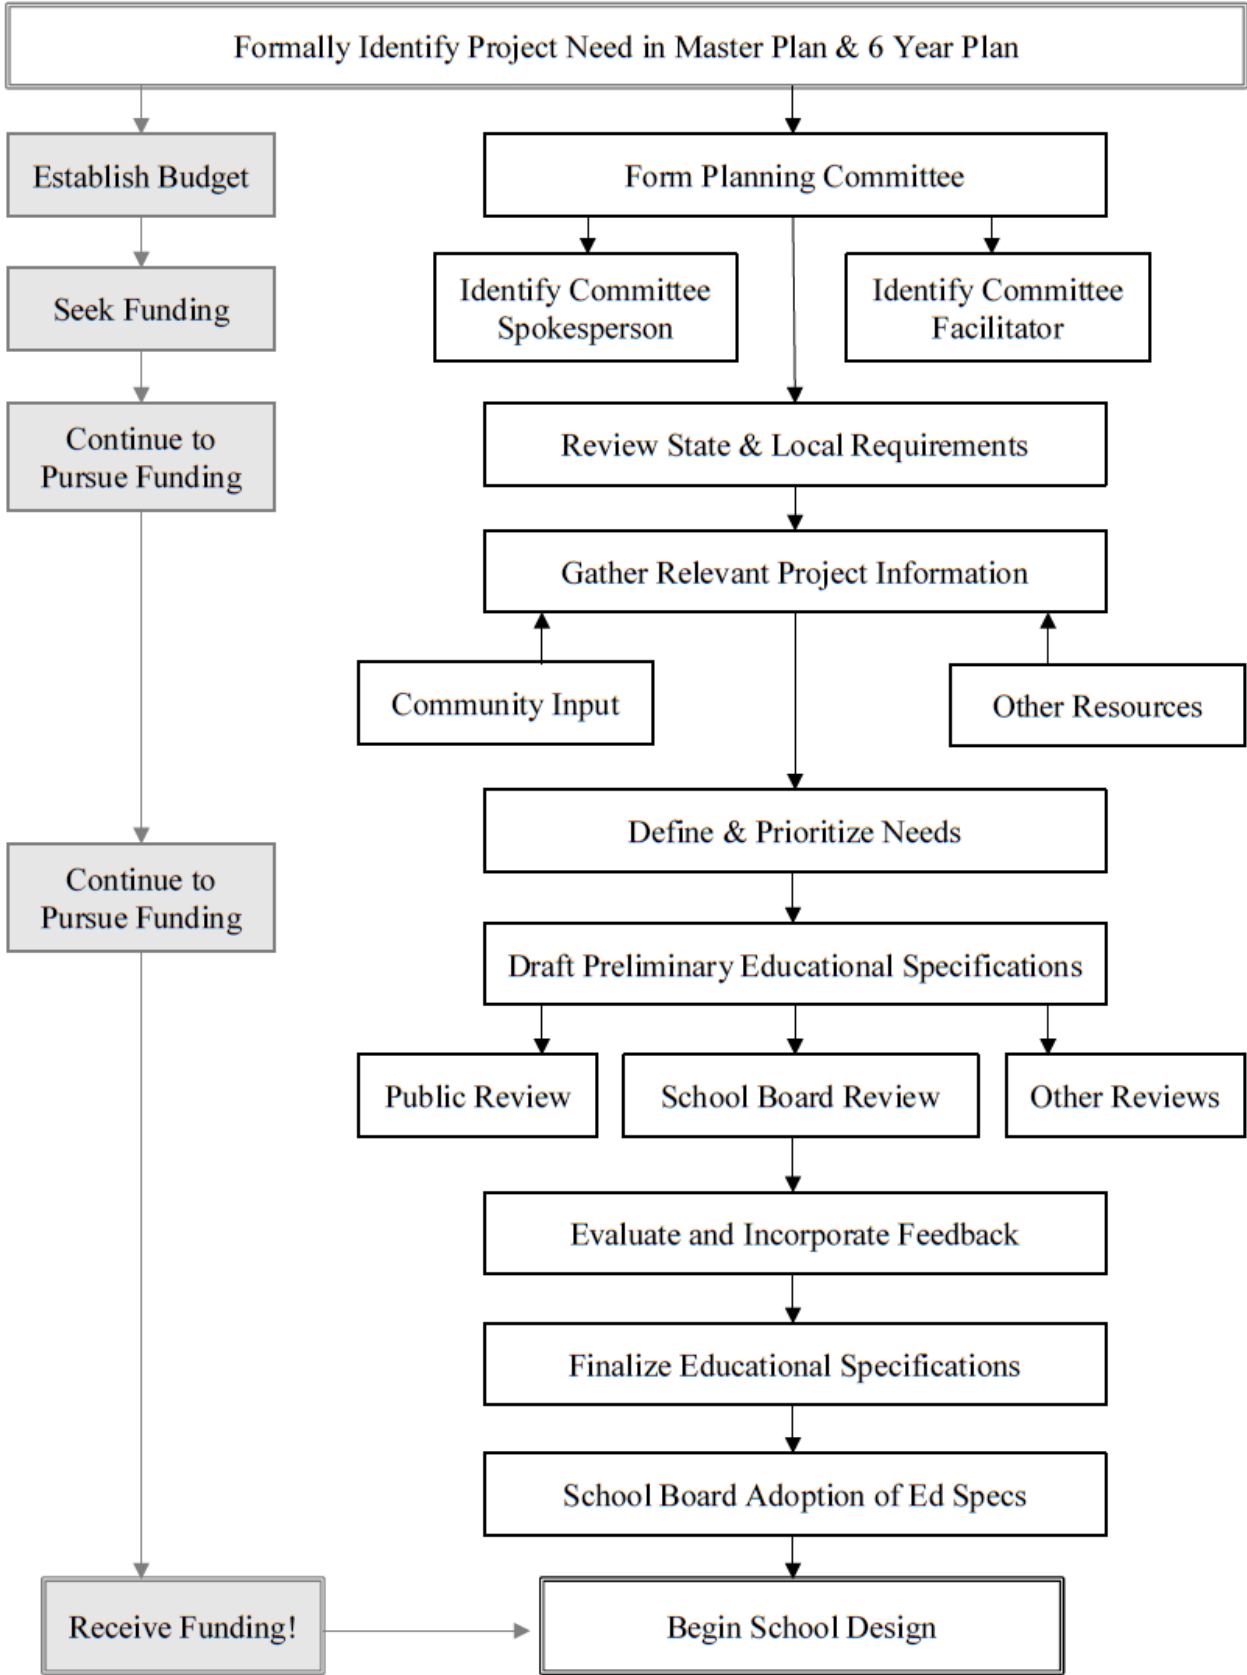 Formally Identify Project Need in Master Plan & 6 Year Plan
Establish Budget
Form Planning Committee
Seek Funding
Identify Committee
Spokesperson
Identify Committee
Facilitator
Continue to
Pursue Funding
Review State & Local Requirements
Gather Relevant Project Information
Community Input
Other Resources
Define & Prioritize Needs
Continue to
Pursue Funding
Draft Preliminary Educational Specifications
Public Review
School Board Review
Other Reviews
Evaluate and Incorporate Feedback
Finalize Educational Specifications
School Board Adoption of Ed Specs
Receive Funding!
Begin School Design